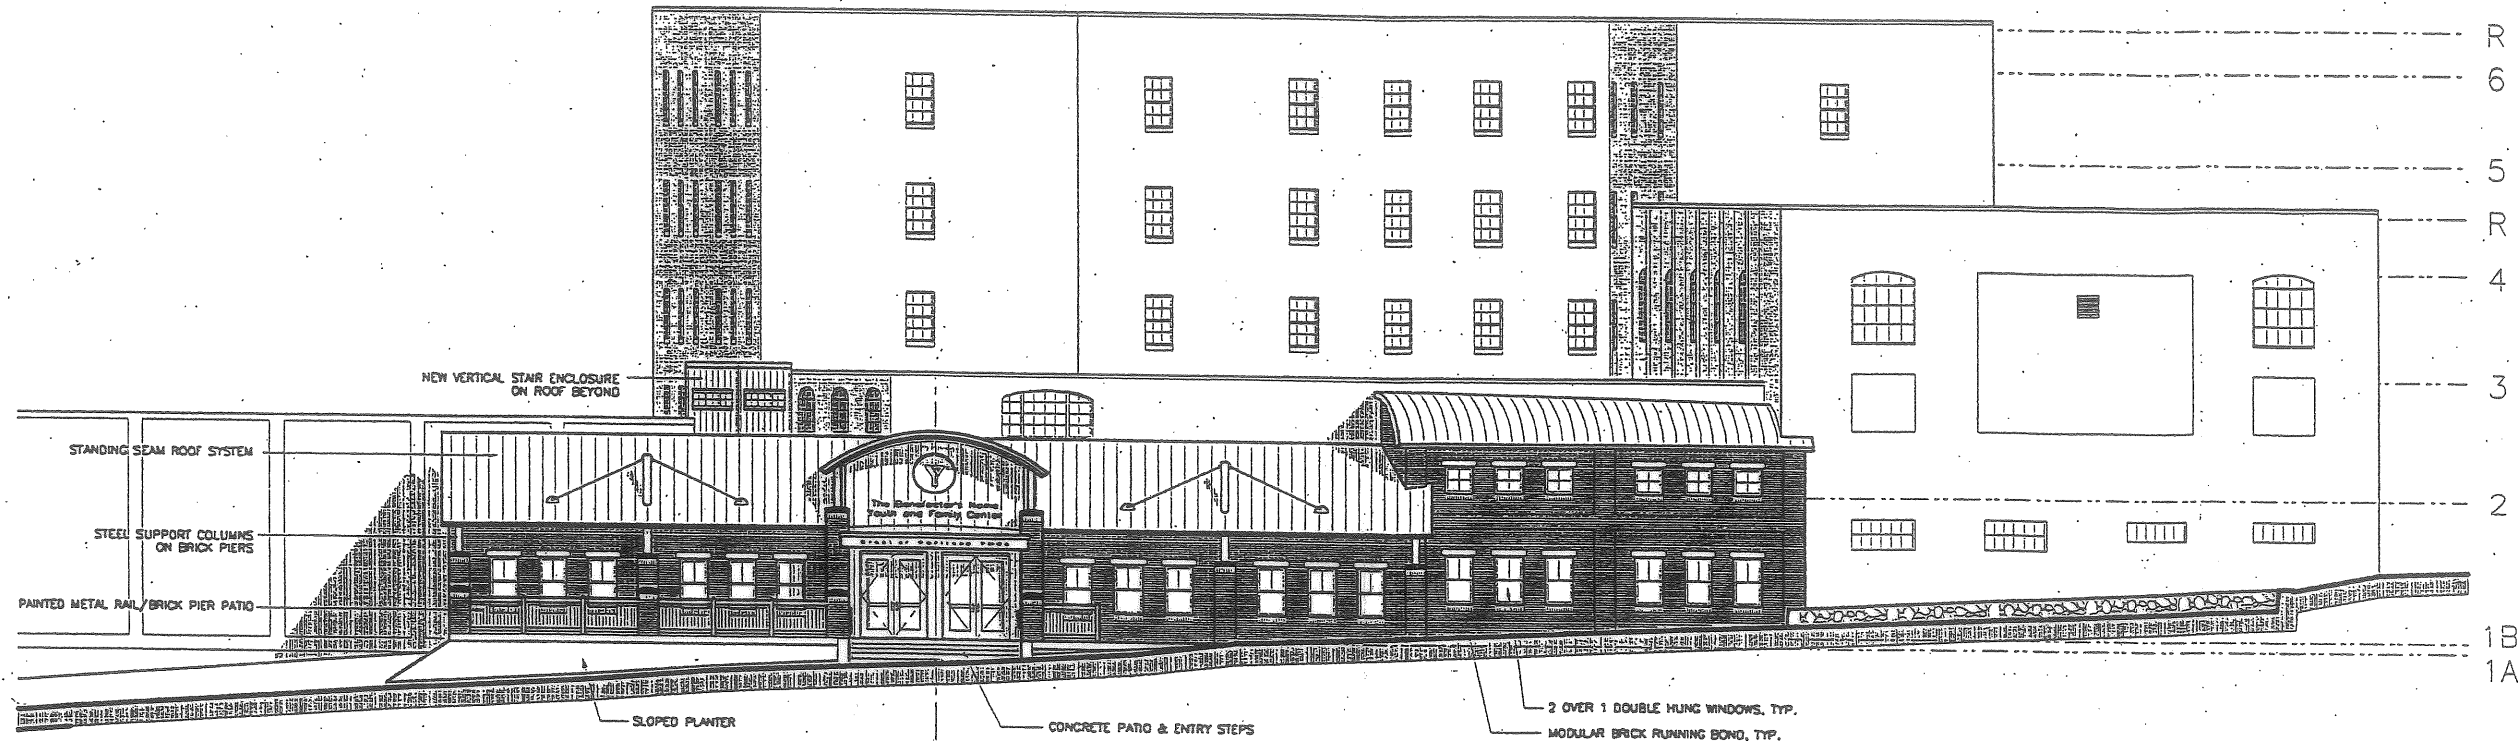 R
6
5
R
4
NEW VERTICAL STAIR ENCLOSURE
ON ROOF BEYOND
3
STANDING SEAM ROOF SYSTEM
Y
The Benefactor's Name
Youth and Family Center
2
STEEL SUPPORT COLUMNS
ON BRICK PIERS
PAINTED METAL RAIL/BRICK PIER PATIO
1B
1A
SLOPED PLANTER
CONCRETE PATIO & ENTRY STEPS
2 OVER 1 DOUBLE HUNG WINDOWS, TYP.
MODULAR BRICK RUNNING BOND, TYP.